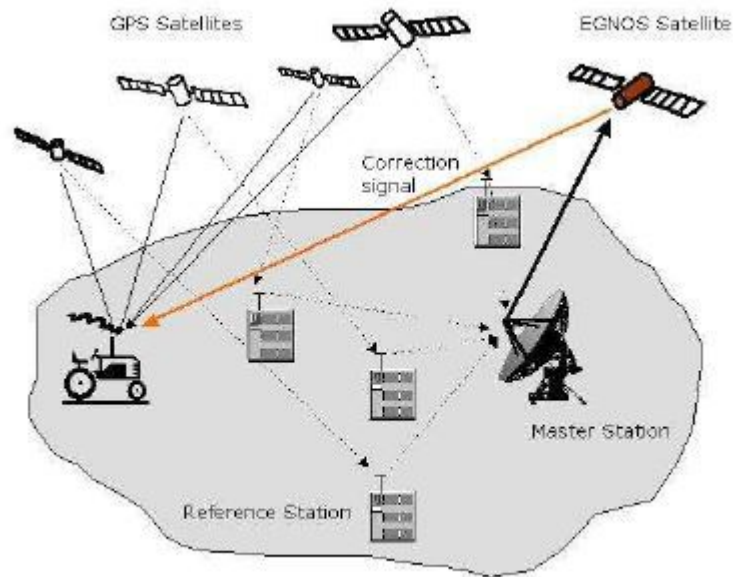 GPS Satellites
EGNOS Satellite
Correction
signal
Master Station
Reference Station